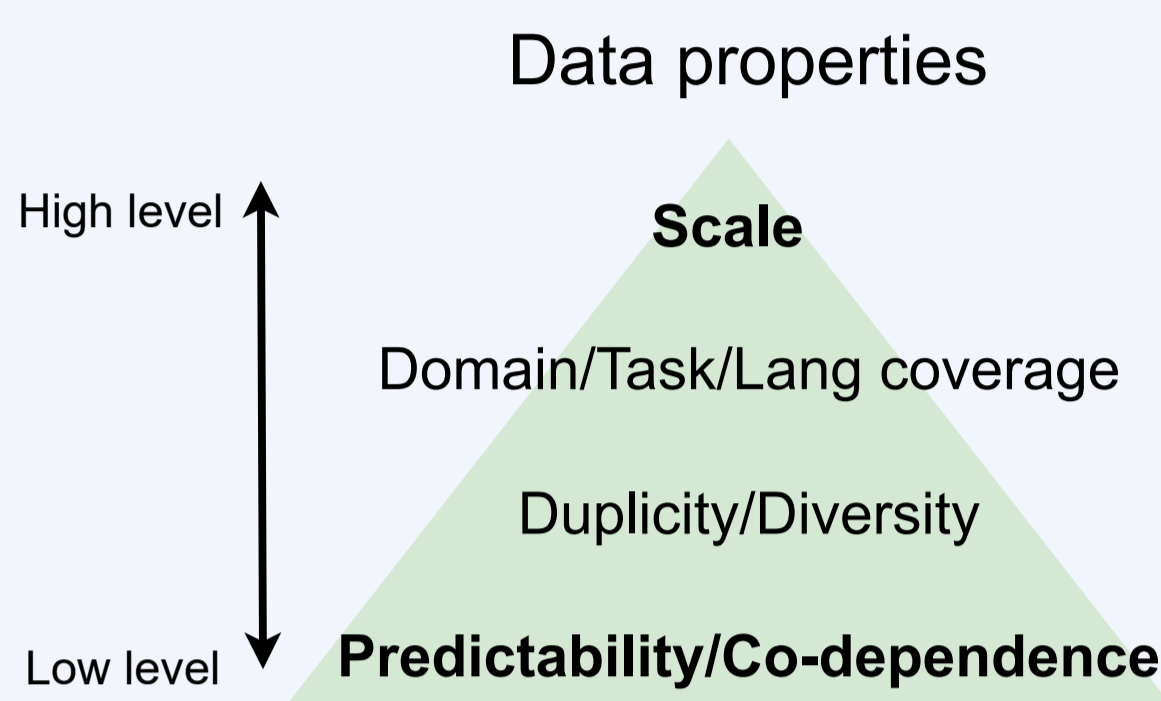 Data properties
High level
Scale
Domain/Task/Lang coverage
Duplicity/Diversity
Low level
Predictability/Co-dependence